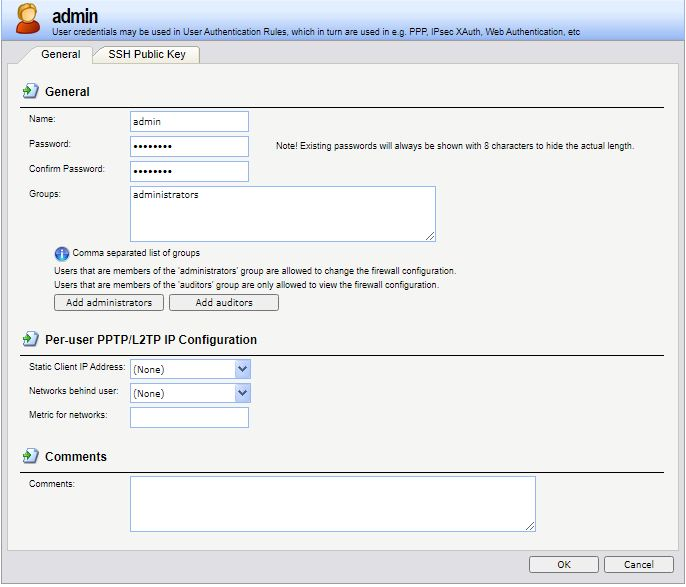 admin
User credentials may be used in User Authentication Rules, which in turn are used in e.g. PPP, IPsec XAuth, Web Authentication, etc
General
SSH Public Key
General
Name:
admin
Password:
••••••••
Note! Existing passwords will always be shown with 8 characters to hide the actual length.
Confirm Password:
••••••••
Groups:
administrators
Comma separated list of groups
Users that are members of the 'administrators' group are allowed to change the firewall configuration.
Users that are members of the 'auditors' group are only allowed to view the firewall configuration.
Add administrators
Add auditors
Per-user PPTP/L2TP IP Configuration
Static Client IP Address:
(None)
Networks behind user:
(None)
Metric for networks:
Comments
Comments:
OK
Cancel